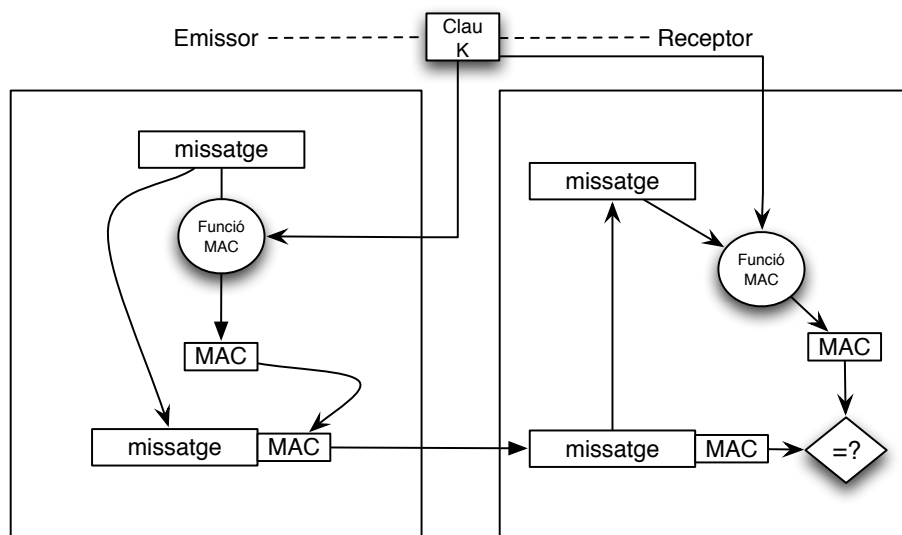 Emissor
Clau
K
Receptor
missatge
Funció
MAC
MAC
missatge
MAC
missatge
Funció
MAC
MAC
missatge
MAC
=?